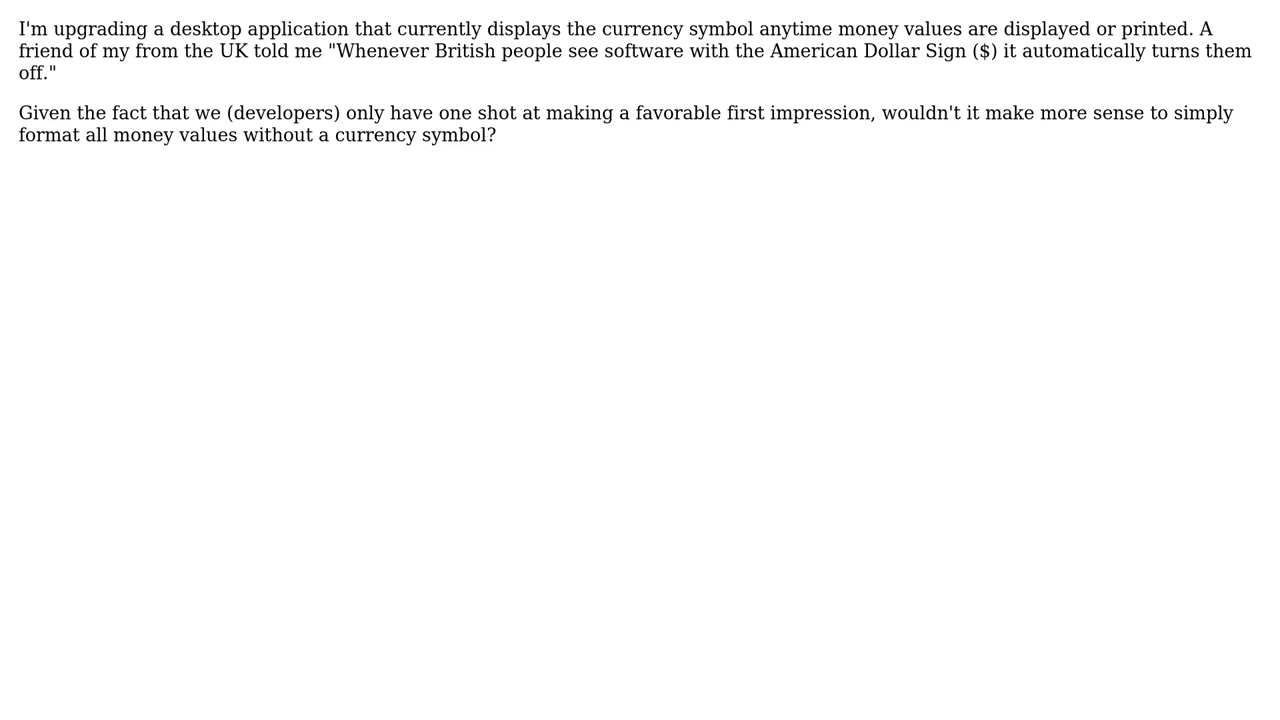 I'm upgrading a desktop application that currently displays the currency symbol anytime money values are displayed or printed. A
friend of my from the UK told me "Whenever British people see software with the American Dollar Sign ($) it automatically turns them
off."
Given the fact that we (developers) only have one shot at making a favorable first impression, wouldn't it make more sense to simply
format all money values without a currency symbol?